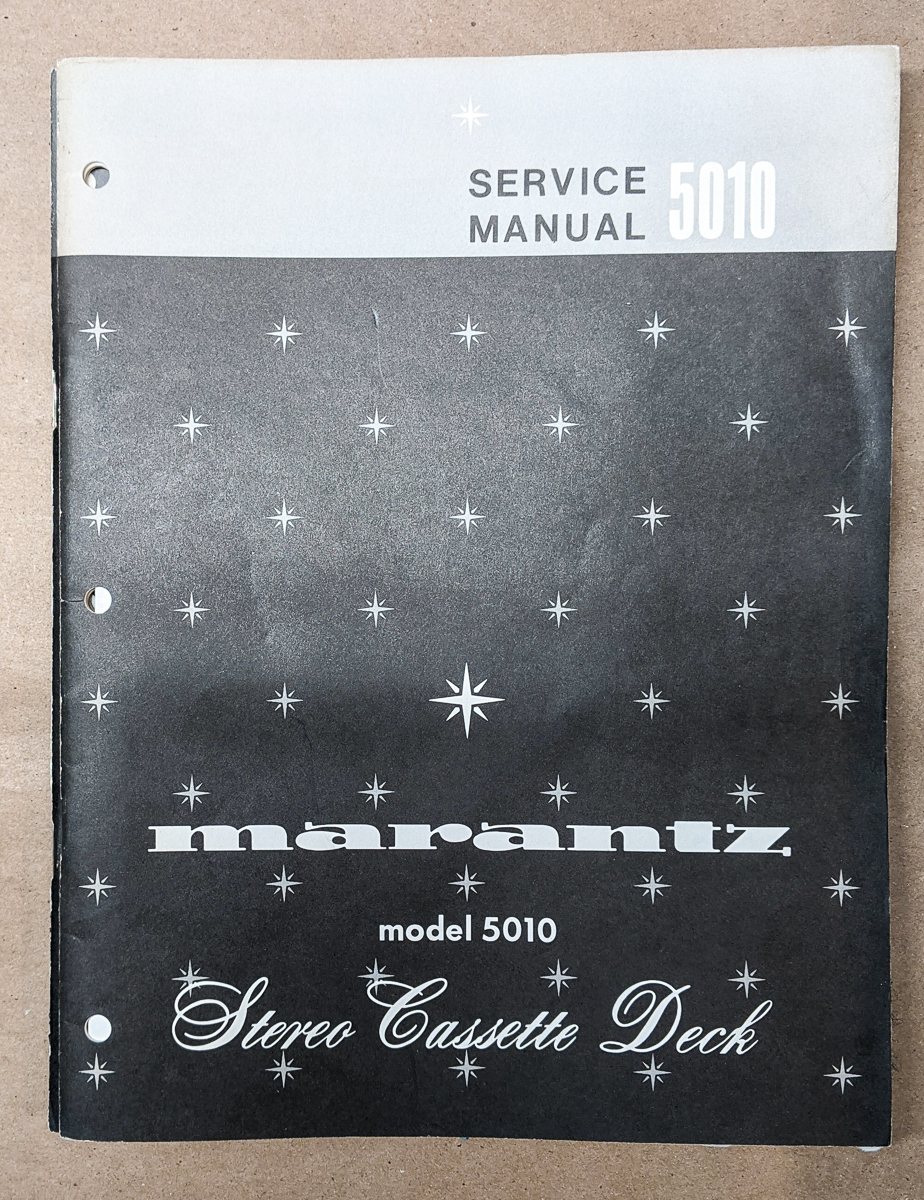 SERVICE
MANUAL 5010
marantz
model 5010
Stereo Cassette Deck